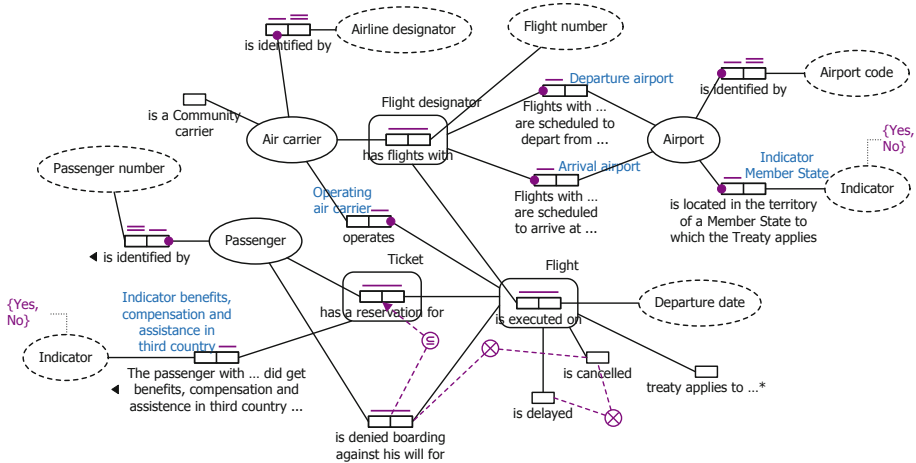 Airline designator
Flight number
is identified by
Departure airport
Airport code
is identified by
is a Community
carrier
Flight designator
Flights with ...
are scheduled to
depart from ...
{Yes,
No}
Air carrier
has flights with
Airport
Passenger number
Arrival airport
Indicator
Member State
Indicator
Operating
air carrier
Flights with ...
are scheduled
to arrive at ...
is located in the territory
of a Member State to
which the Treaty applies
Passenger
operates
◄ is identified by
Ticket
Flight
{Yes,
No}
Indicator benefits,
compensation and
assistance in
third country
has a reservation for
is executed on
Departure date
Indicator
The passenger with ... did get
◄ benefits, compensation and
assistence in third country ...
is cancelled
treaty applies to ...*
is delayed
is denied boarding
against his will for